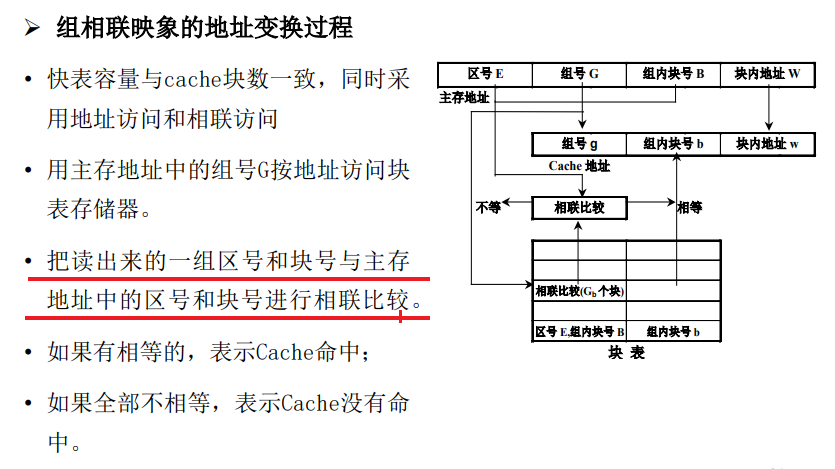 ➢ 组相联映象的地址变换过程
• 快表容量与cache块数一致，同时采
用地址访问和相联访问
• 用主存地址中的组号G按地址访问块
表存储器。
• 把读出来的一组区号和块号与主存
地址中的区号和块号进行相联比较。
• 如果有相等的，表示Cache命中；
• 如果全部不相等，表示Cache没有命
中。
区号 E 组号 G 组内块号 B 块内地址 W
主存地址
组号 g 组内块号 b 块内地址 w
Cache 地址
不等 相联比较 相等
相联比较(Gb 个块)
区号 E,组内块号 B 组内块号 b
块 表